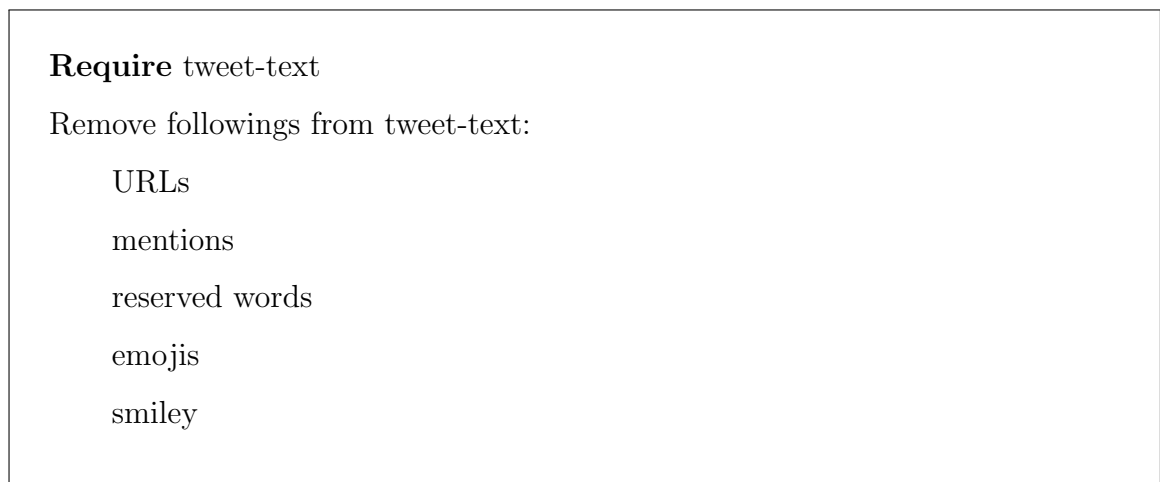 Require tweet-text
Remove followings from tweet-text:
URLs
mentions
reserved words
emojis
smiley